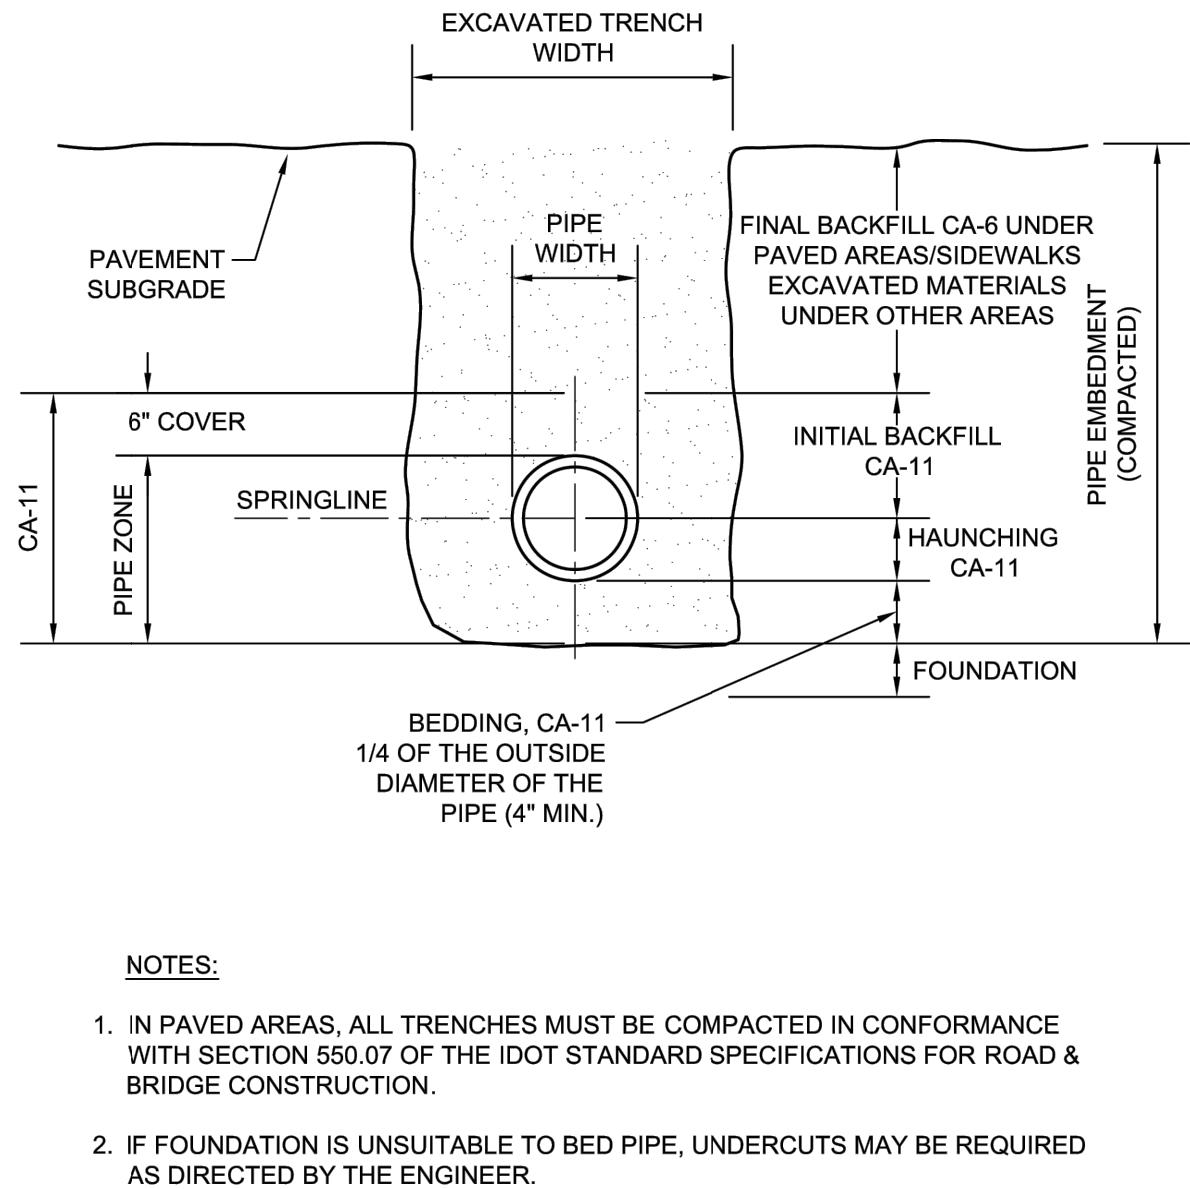 EXCAVATED TRENCH
WIDTH
PIPE
WIDTH
FINAL BACKFILL CA-6 UNDER
PAVED AREAS/SIDEWALKS
EXCAVATED MATERIALS
UNDER OTHER AREAS
PAVEMENT
SUBGRADE
PIPE EMBEDMENT
(COMPACTED)
6" COVER
INITIAL BACKFILL
CA-11
CA-11
PIPE ZONE
SPRINGLINE
HAUNCHING
CA-11
FOUNDATION
BEDDING, CA-11
1/4 OF THE OUTSIDE
DIAMETER OF THE
PIPE (4" MIN.)
NOTES:
1. IN PAVED AREAS, ALL TRENCHES MUST BE COMPACTED IN CONFORMANCE
WITH SECTION 550.07 OF THE IDOT STANDARD SPECIFICATIONS FOR ROAD &
BRIDGE CONSTRUCTION.
2. IF FOUNDATION IS UNSUITABLE TO BED PIPE, UNDERCUTS MAY BE REQUIRED
AS DIRECTED BY THE ENGINEER.